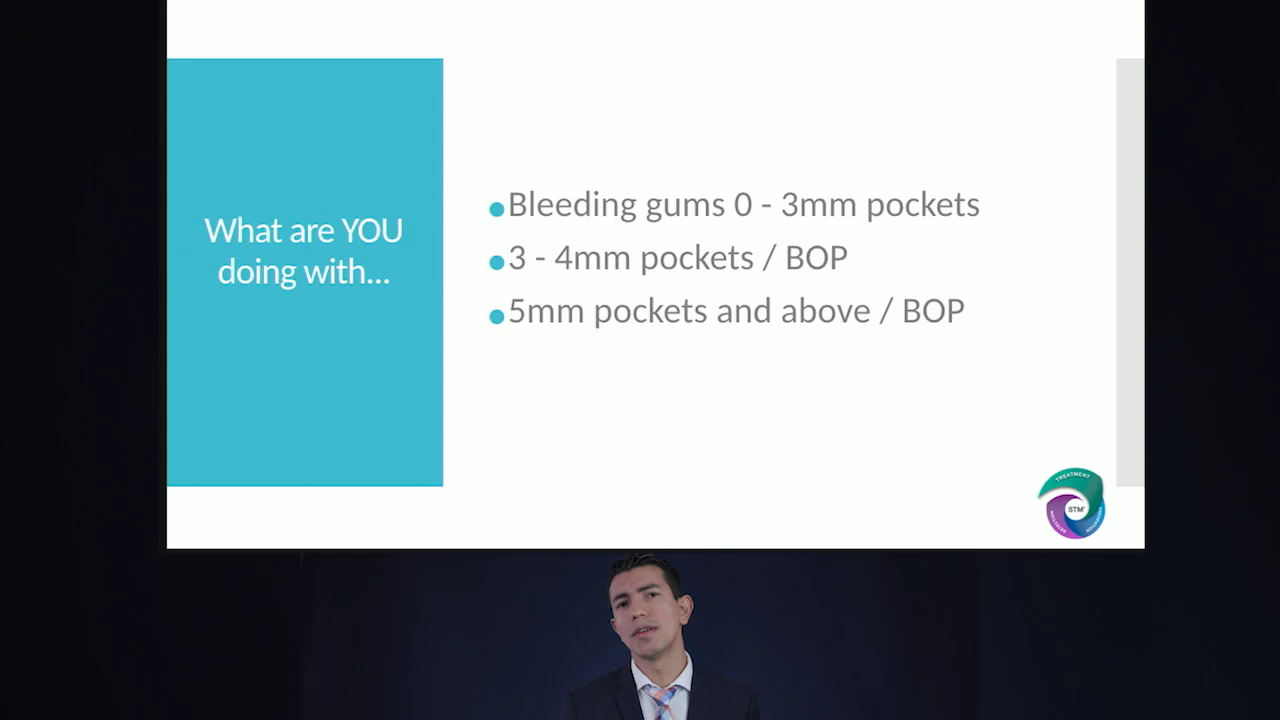 What are YOU
doing with...
Bleeding gums 0 - 3mm pockets
3 - 4mm pockets / BOP
5mm pockets and above / BOP
TREATMENT
STM